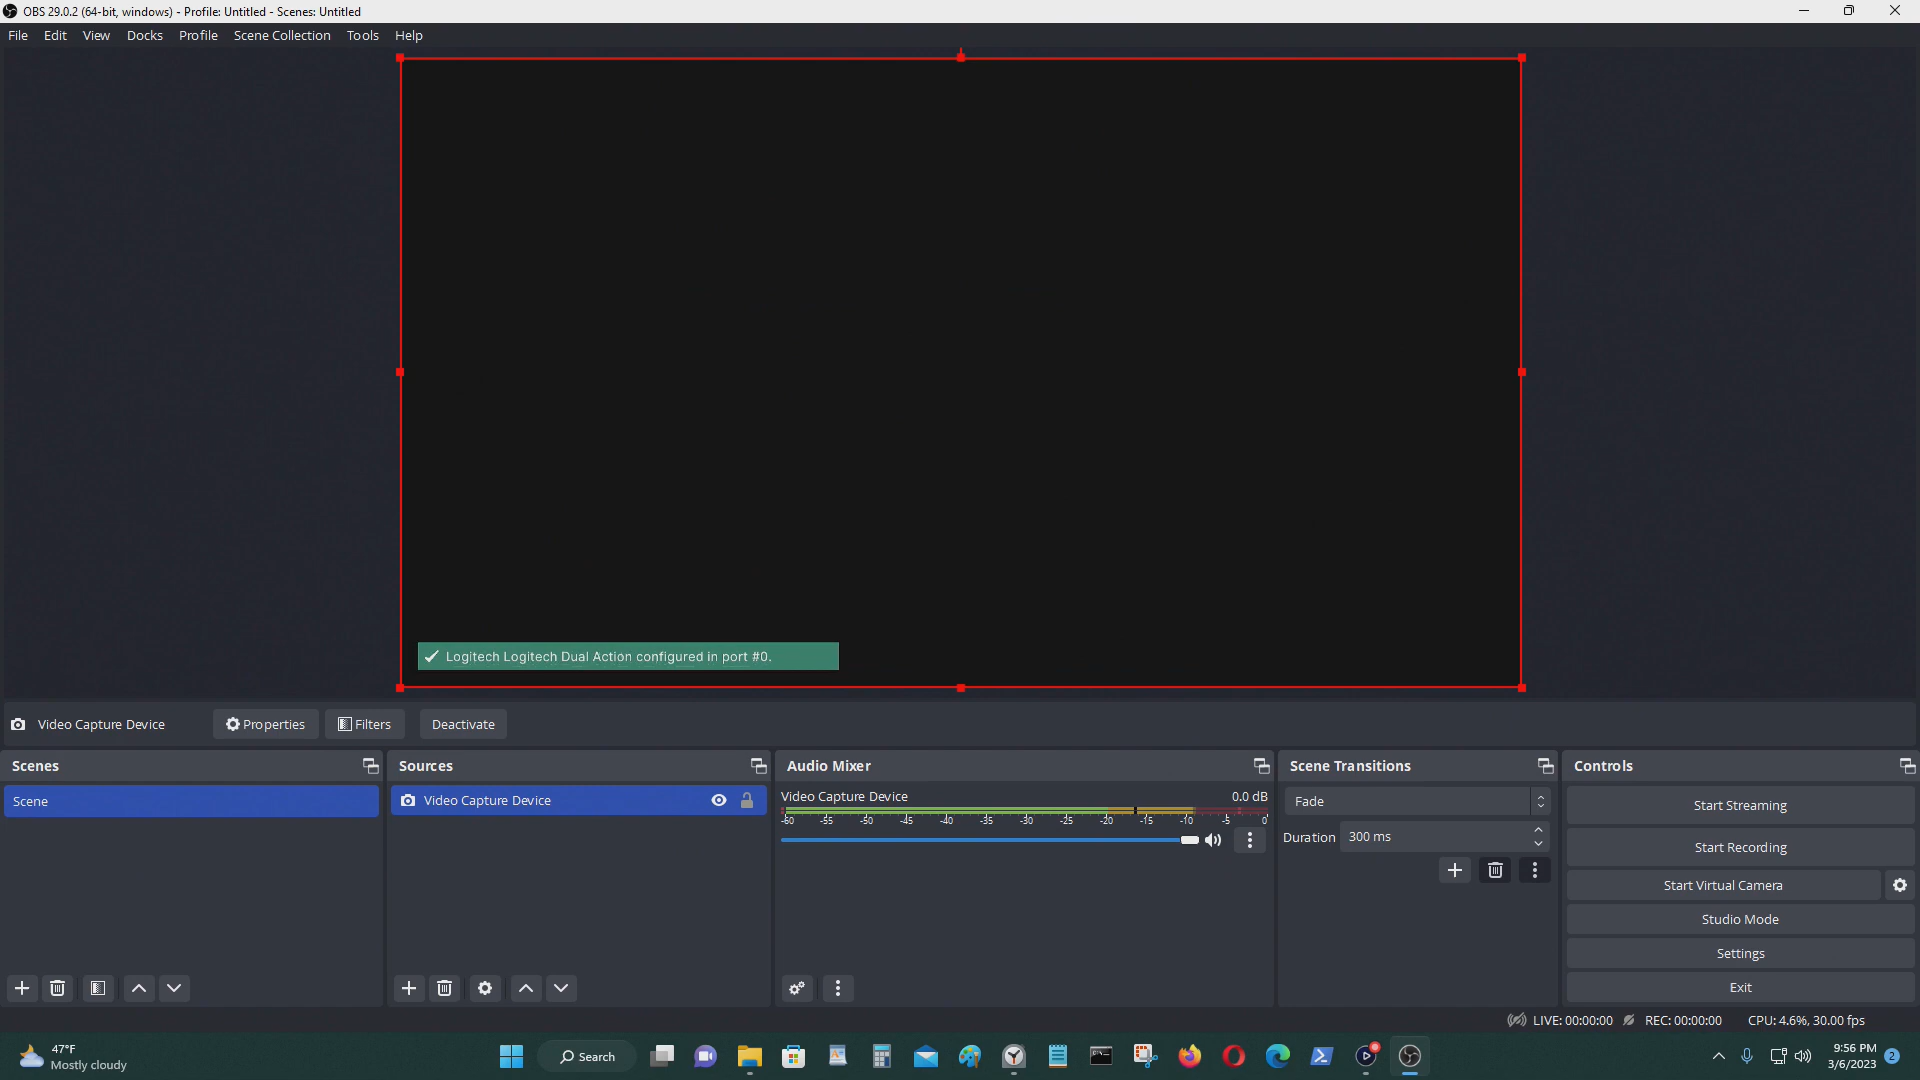 OBS 29.0.2 (64-bit, windows) - Profile: Untitled - Scenes: Untitled
File Edit View Docks Profile Scene Collection Tools Help
Logitech Logitech Dual Action configured in port #0.
Video Capture Device Properties Filters Deactivate
Scenes
Scene
Sources
Video Capture Device
Audio Mixer
Video Capture Device 0.0 dB
-60 -55 -50 -45 -40 -35 -30 -25 -20 -15 -10 -5 0
Scene Transitions
Fade
Duration 300 ms
Controls
Start Streaming
Start Recording
Start Virtual Camera
Studio Mode
Settings
Exit
LIVE: 00:00:00 REC: 00:00:00 CPU: 4.6%, 30.00 fps
47°F
Mostly cloudy
Search
9:56 PM
3/6/2023
2